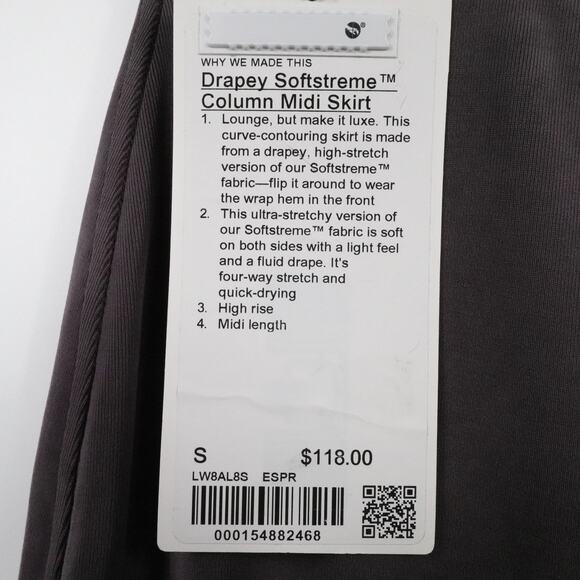 WHY WE MADE THIS
Drapey Softstreme™
Column Midi Skirt
1. Lounge, but make it luxe. This
curve-contouring skirt is made
from a drapey, high-stretch
version of our Softstreme™
fabric—flip it around to wear
the wrap hem in the front
2. This ultra-stretchy version of
our Softstreme™ fabric is soft
on both sides with a light feel
and a fluid drape. It's
four-way stretch and
quick-drying
3. High rise
4. Midi length
S $118.00
LW8AL8S ESPR
000154882468